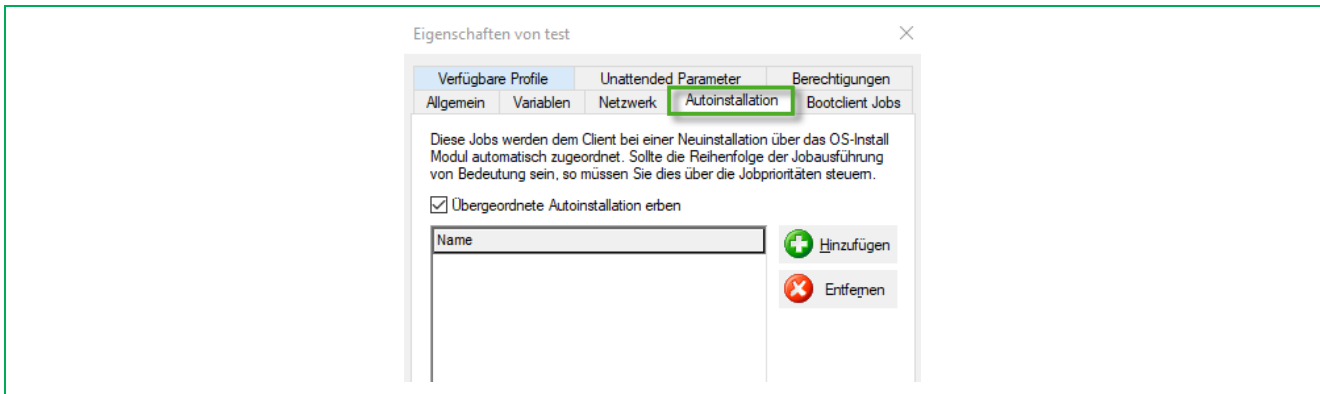 Eigenschaften von test
Verfügbare Profile Unattended Parameter Berechtigungen
Allgemein Variablen Netzwerk Autoinstallation Bootclient Jobs
Diese Jobs werden dem Client bei einer Neuinstallation über das OS-Install
Modul automatisch zugeordnet. Sollte die Reihenfolge der Jobausführung
von Bedeutung sein, so müssen Sie dies über die Jobprioritäten steuern.
Übergeordnete Autoinstallation erben
Name
Hinzufügen
Entfernen